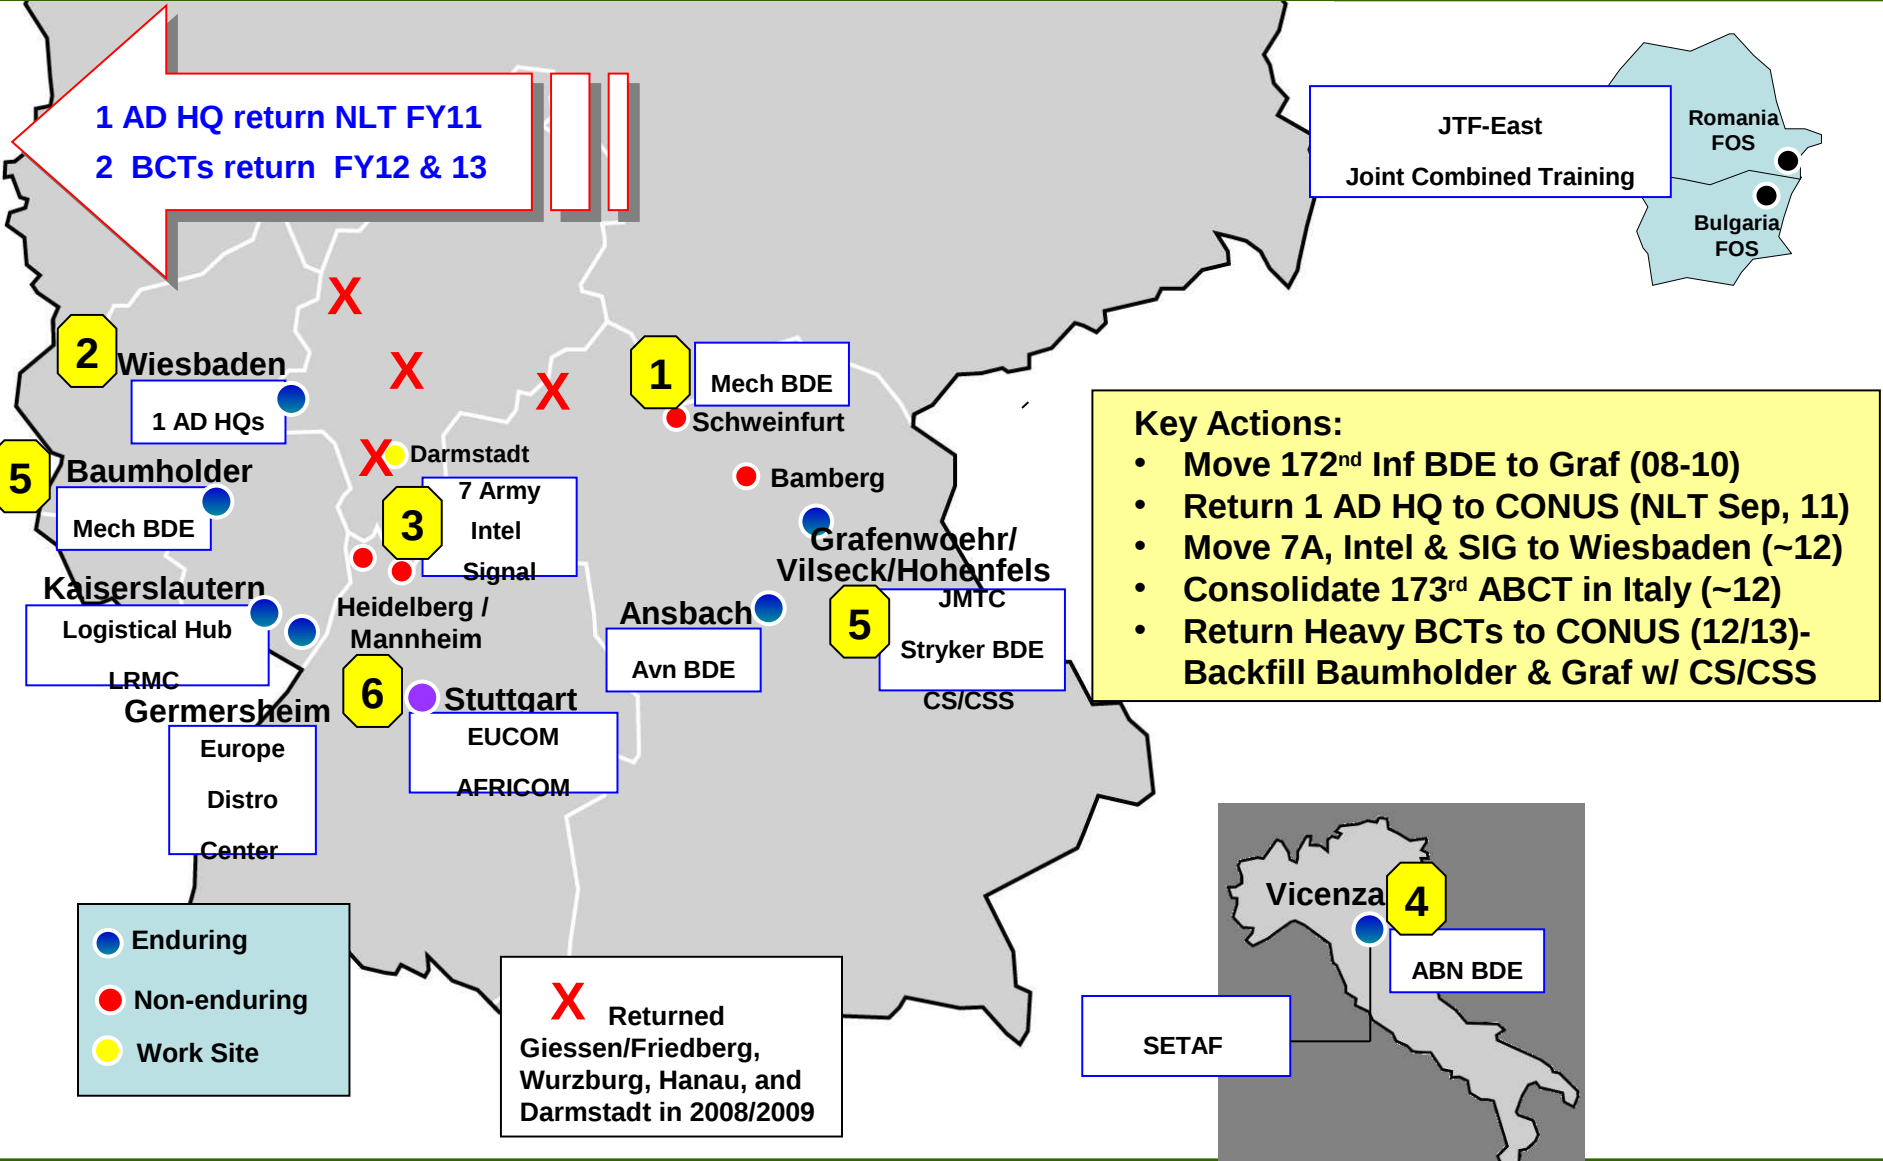 1 AD HQ return NLT FY11
2 BCTs return FY12 & 13
JTF-East
Joint Combined Training
Romania
FOS
Bulgaria
FOS
X
X
X
X
2
Wiesbaden
1 AD HQs
1
Mech BDE
Schweinfurt
5
Baumholder
Mech BDE
Darmstadt
3
7 Army
Intel
Signal
Bamberg
Grafenwoehr/
Vilseck/Hohenfels
5
JMTC
Stryker BDE
CS/CSS
Kaiserslautern
Logistical Hub
LRMC
Heidelberg /
Mannheim
Ansbach
Avn BDE
Germersheim
Europe
Distro
Center
6
Stuttgart
EUCOM
AFRICOM
Key Actions:
• Move 172nd Inf BDE to Graf (08-10)
• Return 1 AD HQ to CONUS (NLT Sep, 11)
• Move 7A, Intel & SIG to Wiesbaden (~12)
• Consolidate 173rd ABCT in Italy (~12)
• Return Heavy BCTs to CONUS (12/13)-
Backfill Baumholder & Graf w/ CS/CSS
Vicenza
4
ABN BDE
SETAF
Enduring
Non-enduring
Work Site
X Returned
Giessen/Friedberg,
Wurzburg, Hanau, and
Darmstadt in 2008/2009